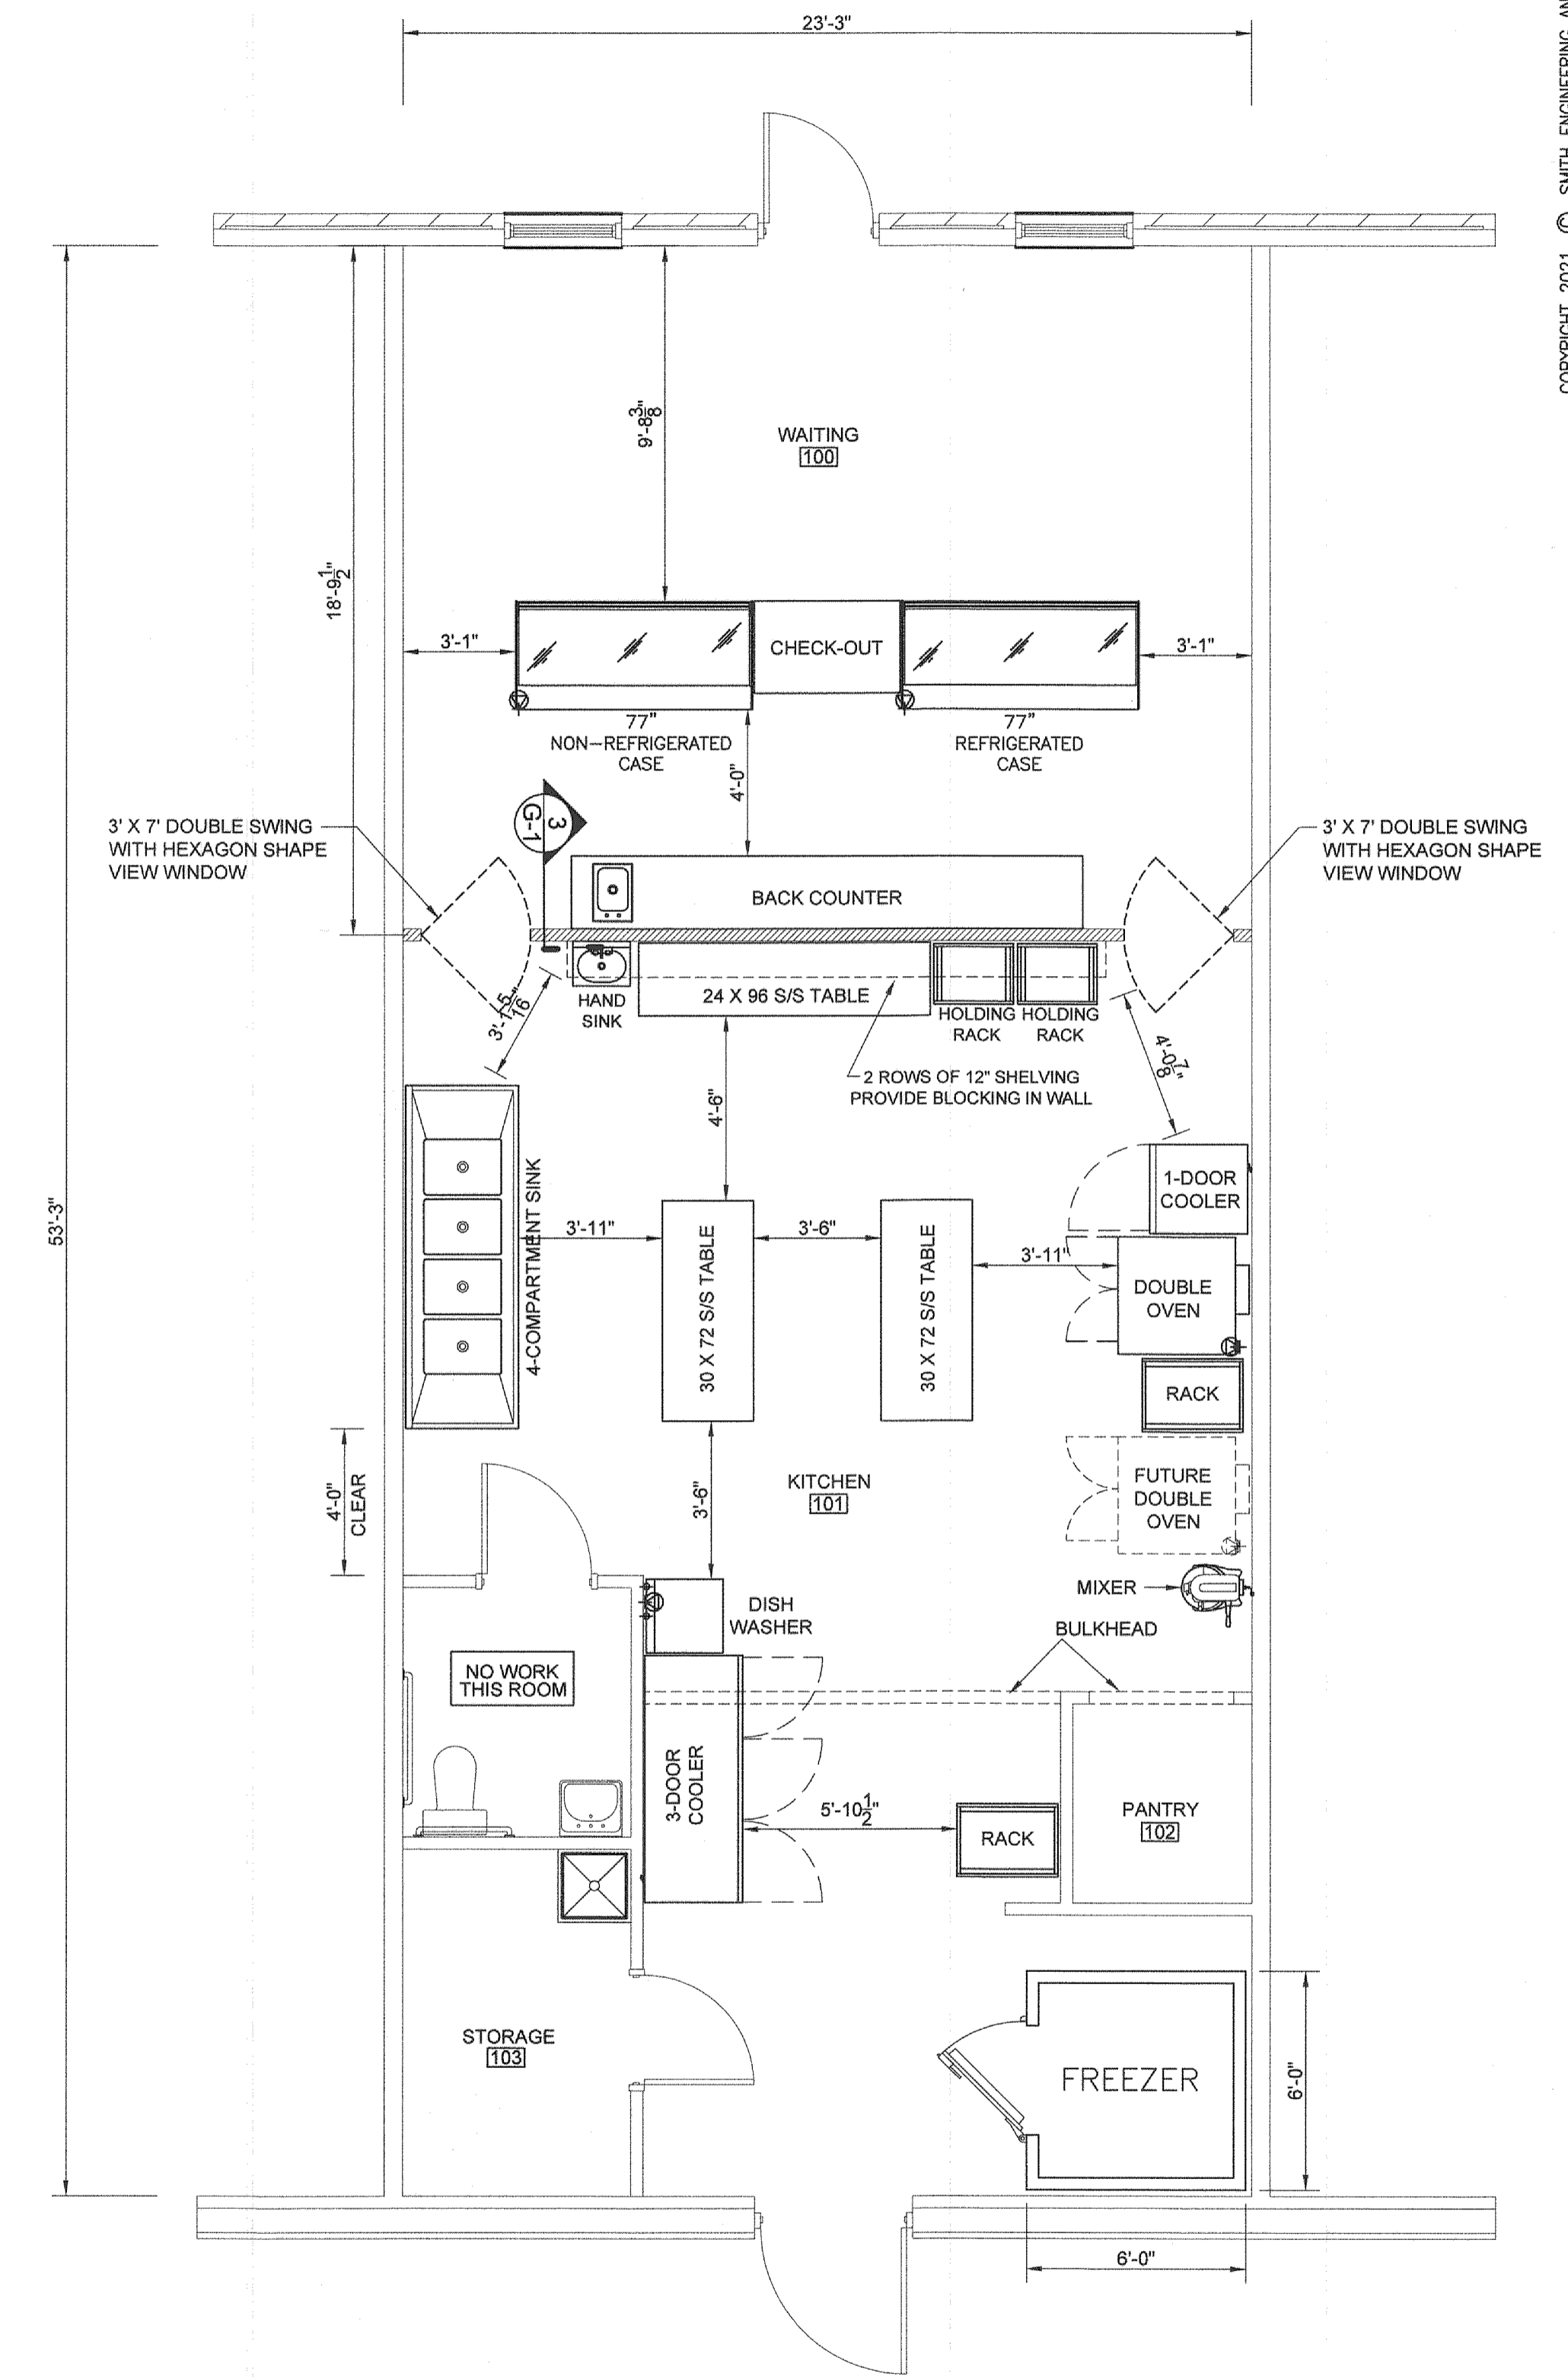 23'-3"
COPYRIGHT 2021 © SMITH ENGINEERING AN
WAITING
100
9'-8 3/8"
18'-9 1/2"
53'-3"
3'-1"
CHECK-OUT
3'-1"
77"
NON-REFRIGERATED
CASE
77"
REFRIGERATED
CASE
4'-0"
3
G-1
3' X 7' DOUBLE SWING
WITH HEXAGON SHAPE
VIEW WINDOW
3' X 7' DOUBLE SWING
WITH HEXAGON SHAPE
VIEW WINDOW
BACK COUNTER
HAND
SINK
24 X 96 S/S TABLE
HOLDING
RACK
HOLDING
RACK
3'-1 5/16"
4'-0 7/8"
2 ROWS OF 12" SHELVING
PROVIDE BLOCKING IN WALL
4'-6"
4-COMPARTMENT SINK
1-DOOR
COOLER
3'-11"
30 X 72 S/S TABLE
3'-6"
30 X 72 S/S TABLE
3'-11"
DOUBLE
OVEN
RACK
4'-0"
CLEAR
3'-6"
KITCHEN
101
FUTURE
DOUBLE
OVEN
MIXER
DISH
WASHER
BULKHEAD
NO WORK
THIS ROOM
3-DOOR
COOLER
5'-10 1/2"
RACK
PANTRY
102
STORAGE
103
FREEZER
6'-0"
6'-0"